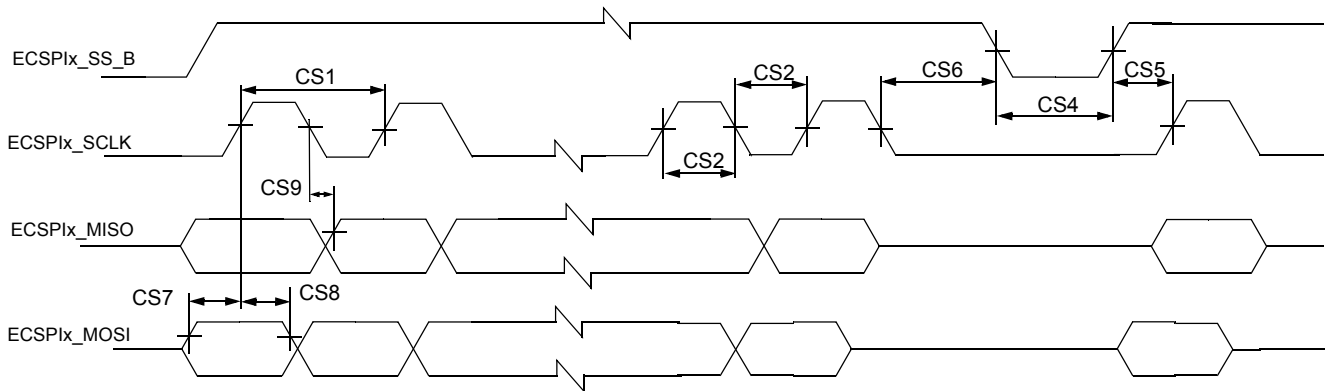 ECSPIx_SS_B
CS1
CS2
CS6
CS5
CS4
ECSPIx_SCLK
CS2
CS9
ECSPIx_MISO
CS7
CS8
ECSPIx_MOSI